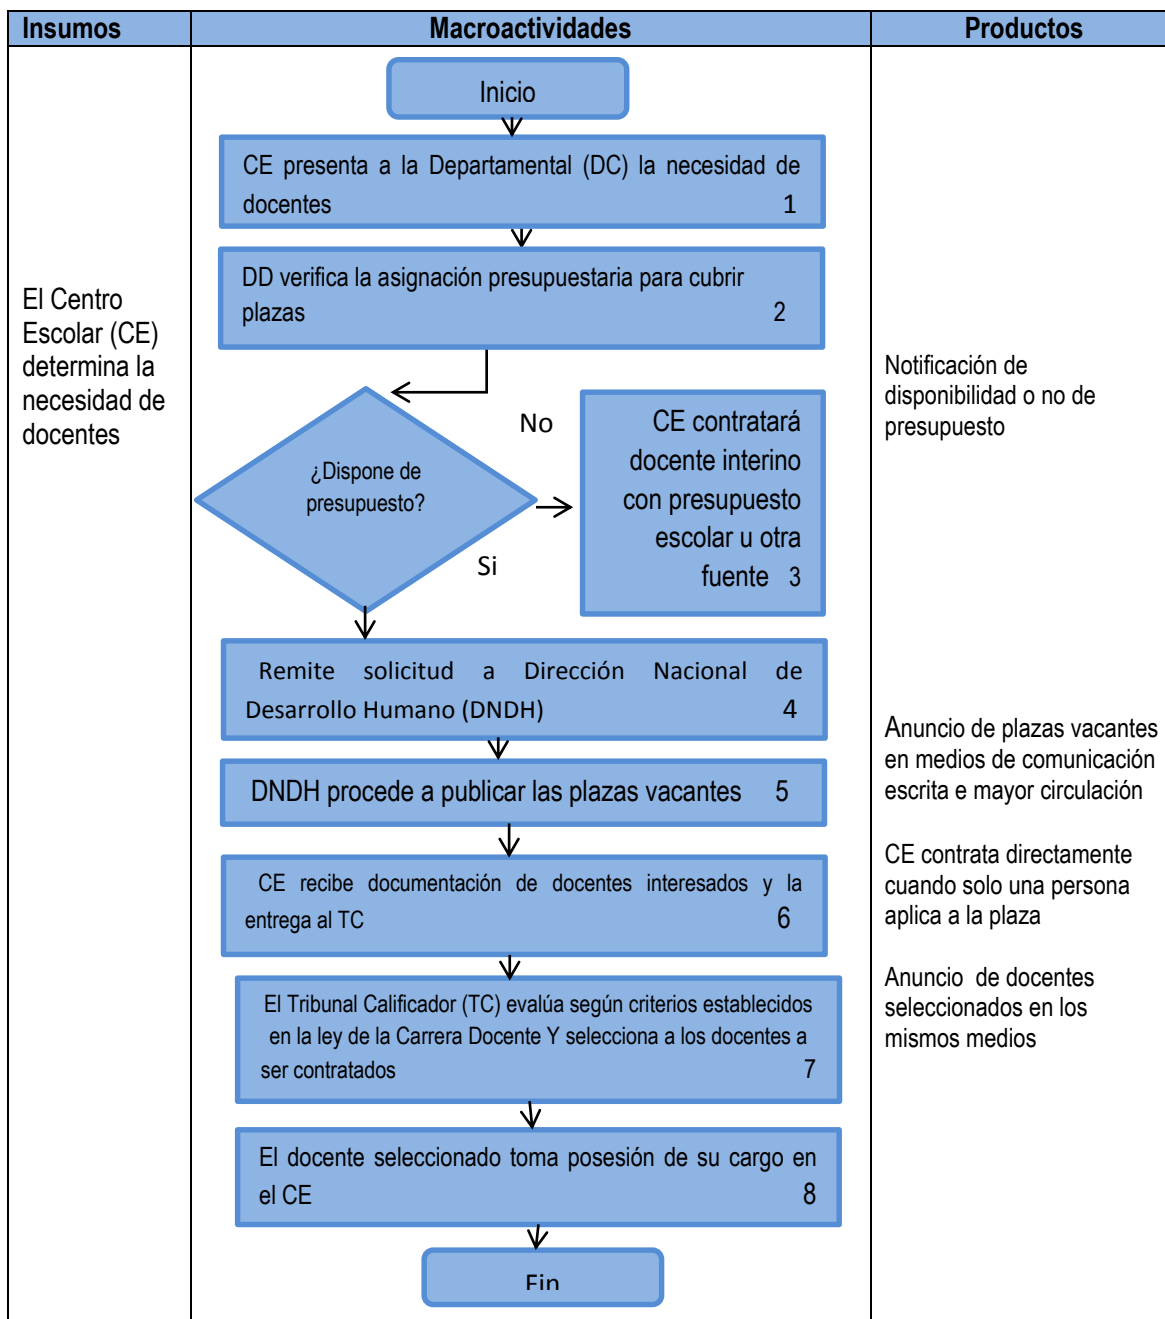 Insumos
Macroactividades
Productos
El Centro
Escolar (CE)
determina la
necesidad de
docentes
Inicio
CE presenta a la Departamental (DC) la necesidad de
docentes 1
DD verifica la asignación presupuestaria para cubrir
plazas 2
¿Dispone de
presupuesto?
No
Si
CE contratará
docente interino
con presupuesto
escolar u otra
fuente 3
Remite solicitud a Dirección Nacional de
Desarrollo Humano (DNDH) 4
DNDH procede a publicar las plazas vacantes 5
CE recibe documentación de docentes interesados y la
entrega al TC 6
El Tribunal Calificador (TC) evalúa según criterios establecidos
en la ley de la Carrera Docente Y selecciona a los docentes a
ser contratados 7
El docente seleccionado toma posesión de su cargo en
el CE 8
Fin
Notificación de
disponibilidad o no de
presupuesto
Anuncio de plazas vacantes
en medios de comunicación
escrita e mayor circulación
CE contrata directamente
cuando solo una persona
aplica a la plaza
Anuncio de docentes
seleccionados en los
mismos medios